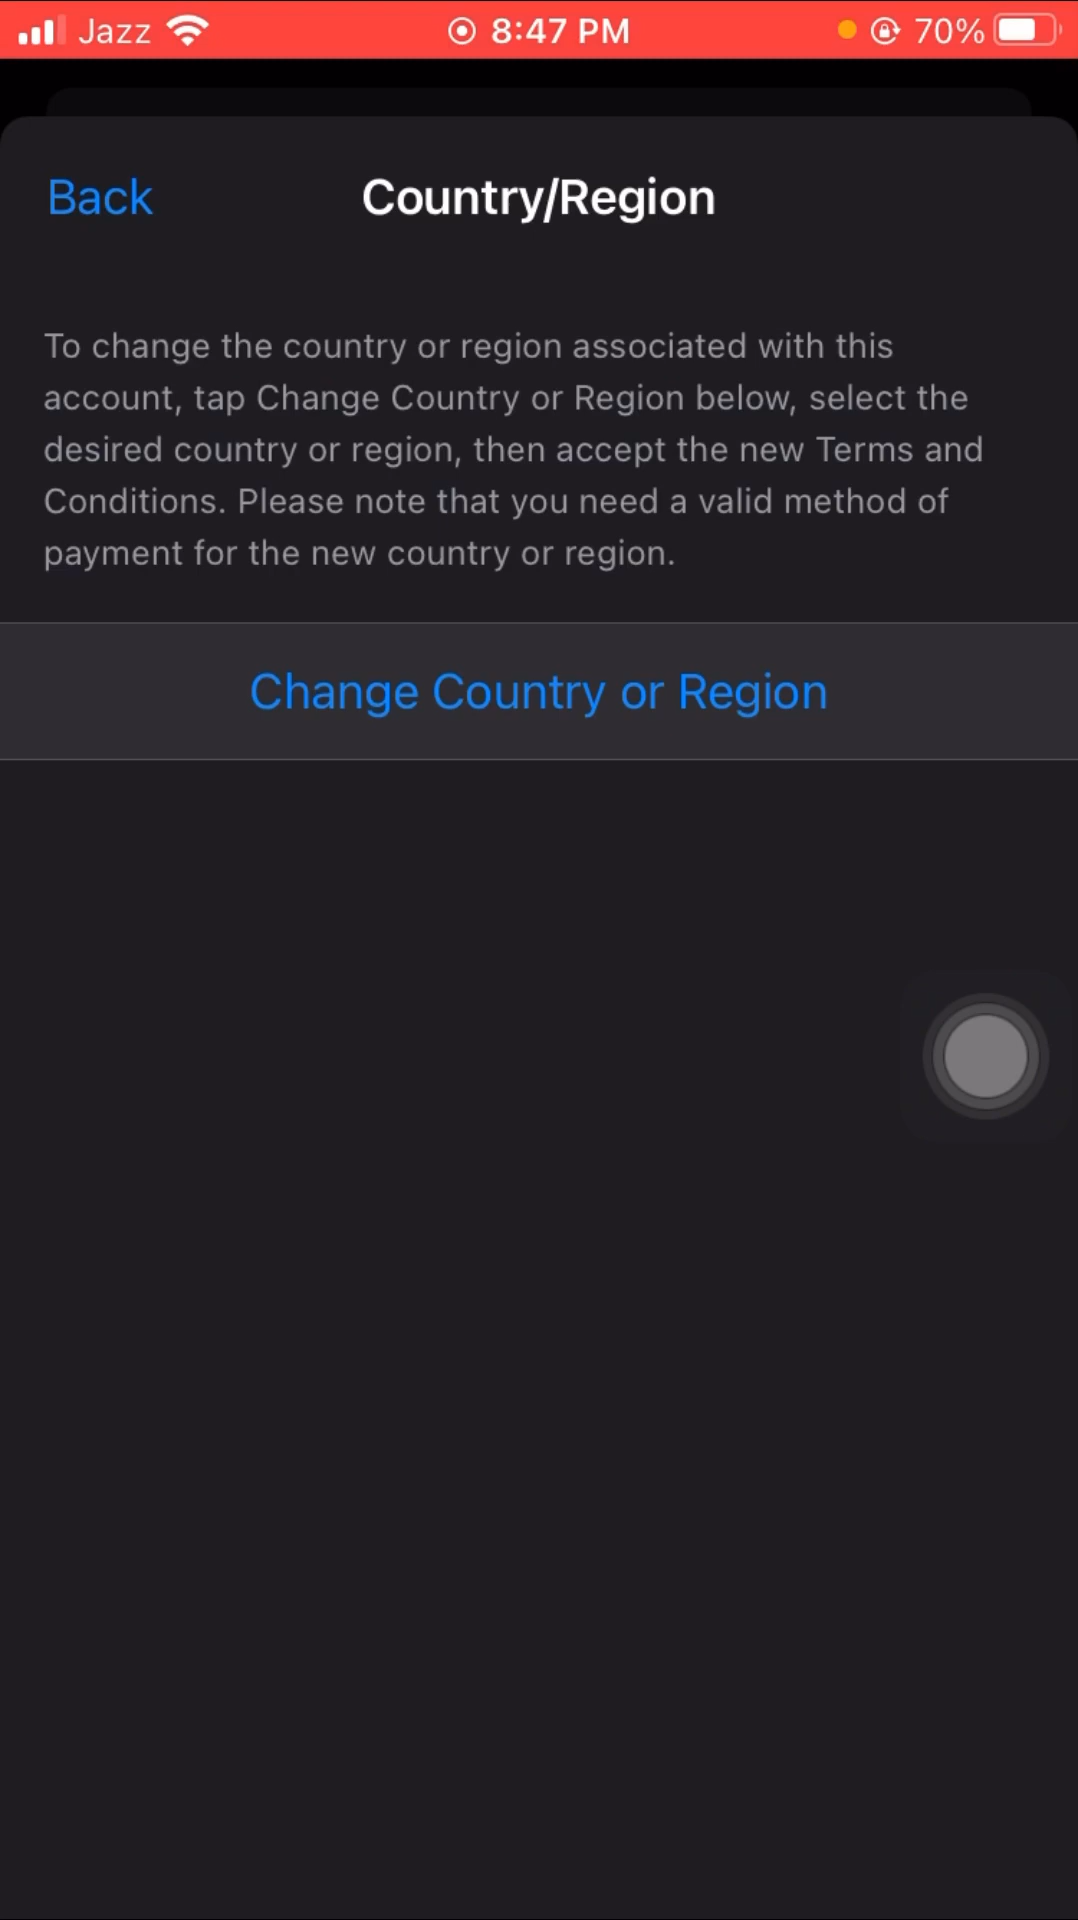 Jazz 8:47 PM 70%
Back Country/Region
To change the country or region associated with this
account, tap Change Country or Region below, select the
desired country or region, then accept the new Terms and
Conditions. Please note that you need a valid method of
payment for the new country or region.
Change Country or Region